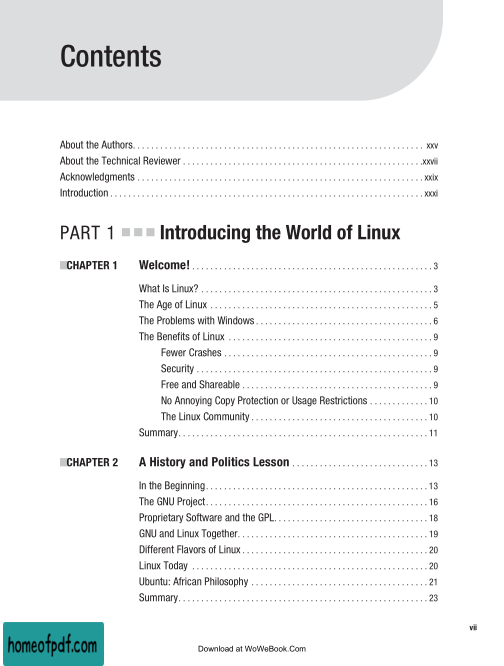 Contents
About the Authors. . . . . . . . . . . . . . . . . . . . . . . . . . . . . . xxv
About the Technical Reviewer . . . . . . . . . . . . . . . . . . . . . . . . . . . . . . xxvii
Acknowledgments . . . . . . . . . . . . . . . . . . . . . . . . . . . . . . xxix
Introduction . . . . . . . . . . . . . . . . . . . . . . . . . . . . . . xxxi
PART 1 ■ ■ ■ Introducing the World of Linux
■CHAPTER 1 Welcome! . . . . . . . . . . . . . . . . . . . . 3
What Is Linux? . . . . . . . . . . . . . . . . . . . . 3
The Age of Linux . . . . . . . . . . . . . . . . . . . . 5
The Problems with Windows . . . . . . . . . . . . . . . . . . . . 6
The Benefits of Linux . . . . . . . . . . . . . . . . . . . . 9
Fewer Crashes . . . . . . . . . . . . . . . . . . . . 9
Security . . . . . . . . . . . . . . . . . . . . 9
Free and Shareable . . . . . . . . . . . . . . . . . . . . 9
No Annoying Copy Protection or Usage Restrictions . . . . . . . . . . . . . 10
The Linux Community . . . . . . . . . . . . . . . . . . . . 10
Summary. . . . . . . . . . . . . . . . . . . . 11
■CHAPTER 2 A History and Politics Lesson . . . . . . . . . . . . . . . . . . . . 13
In the Beginning. . . . . . . . . . . . . . . . . . . . 13
The GNU Project. . . . . . . . . . . . . . . . . . . . 16
Proprietary Software and the GPL. . . . . . . . . . . . . . . . . . . . 18
GNU and Linux Together. . . . . . . . . . . . . . . . . . . . 19
Different Flavors of Linux . . . . . . . . . . . . . . . . . . . . 20
Linux Today . . . . . . . . . . . . . . . . . . . . 20
Ubuntu: African Philosophy . . . . . . . . . . . . . . . . . . . . 21
Summary. . . . . . . . . . . . . . . . . . . . 23
vii
homeofpdf.com
Download at WoWeBook.Com